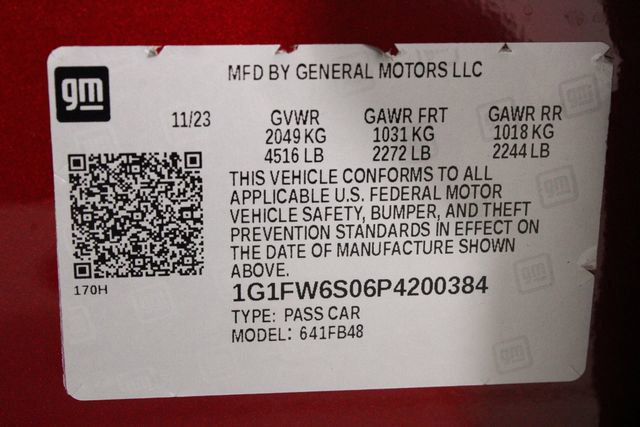 gm
MFD BY GENERAL MOTORS LLC
11/23 GVWR GAWR FRT GAWR RR
2049 KG 1031 KG 1018 KG
4516 LB 2272 LB 2244 LB
THIS VEHICLE CONFORMS TO ALL
APPLICABLE U.S. FEDERAL MOTOR
VEHICLE SAFETY, BUMPER, AND THEFT
PREVENTION STANDARDS IN EFFECT ON
THE DATE OF MANUFACTURE SHOWN
ABOVE.
170H
1G1FW6S06P4200384
TYPE: PASS CAR
MODEL: 641FB48